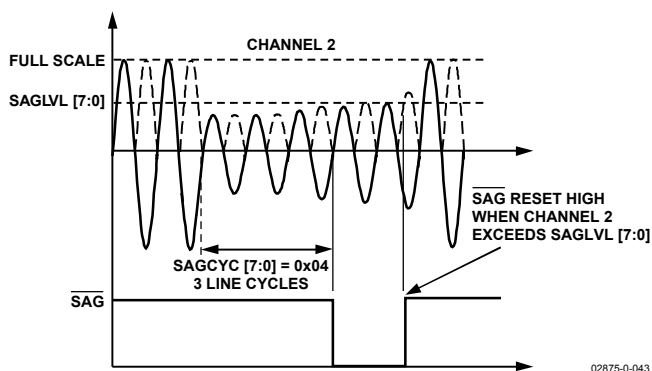 CHANNEL 2
FULL SCALE
SAGLVL [7:0]
SAG RESET HIGH
WHEN CHANNEL 2
EXCEEDS SAGLVL [7:0]
SAGCYC [7:0] = 0x04
3 LINE CYCLES
SAG
02875-0-043